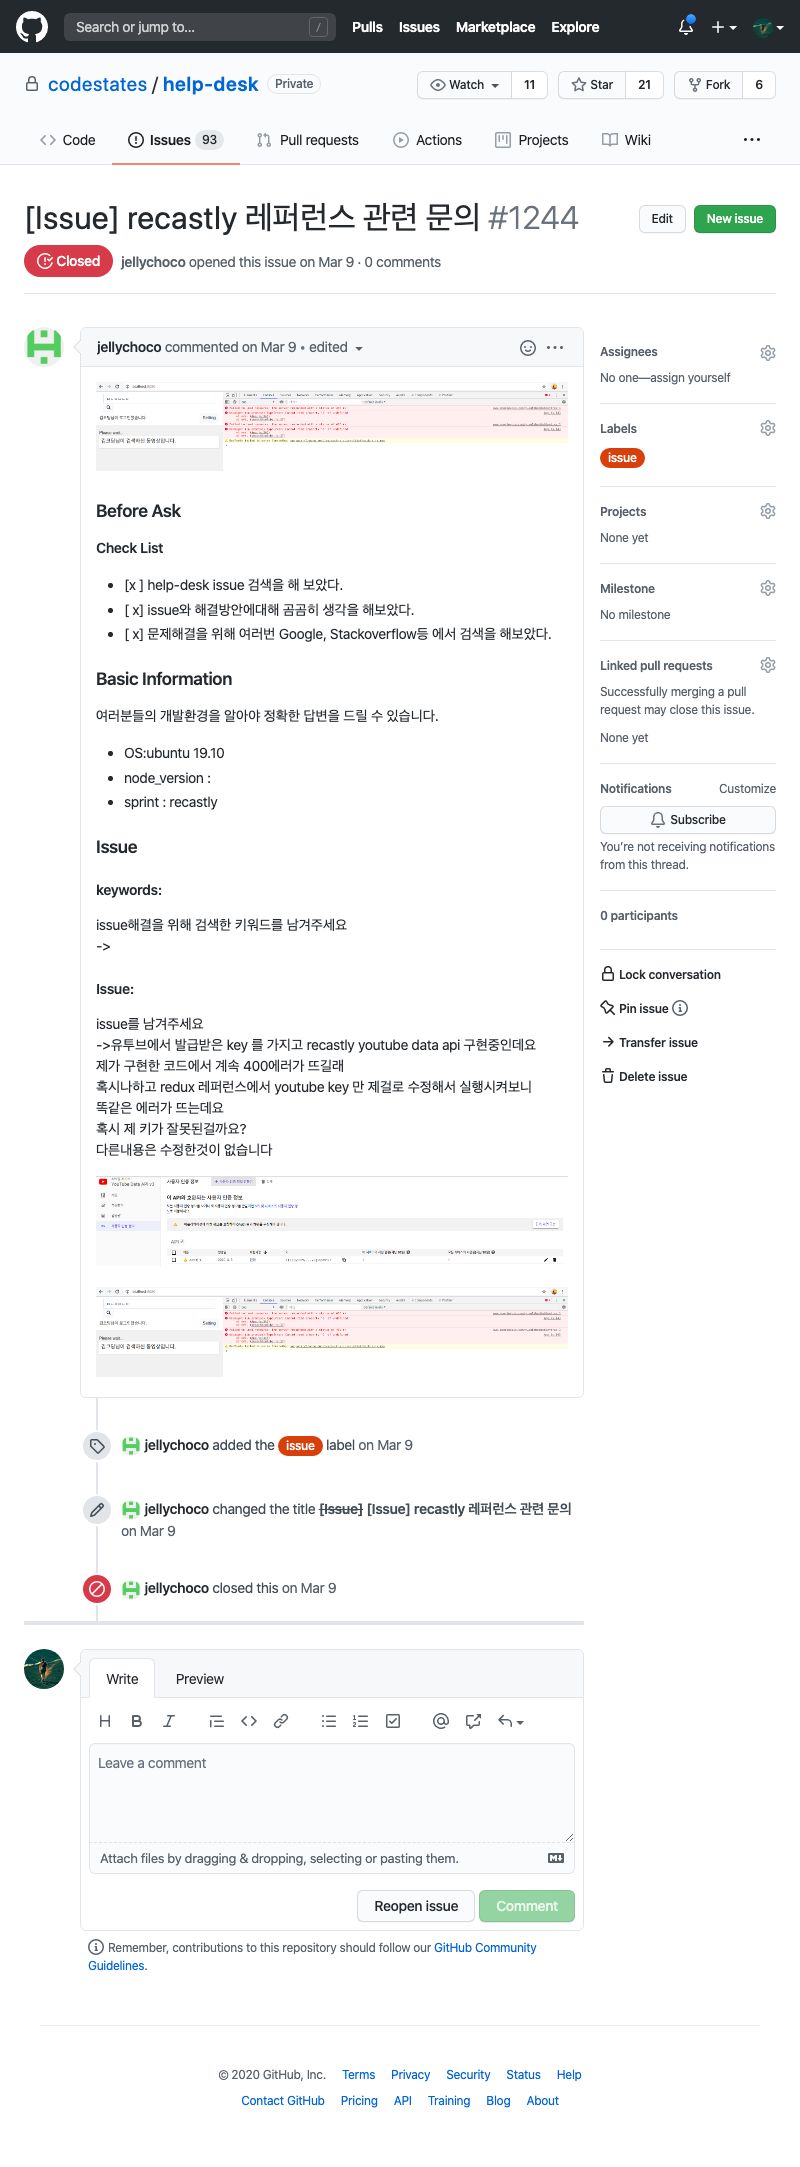 Search or jump to...
/
Pulls
Issues
Marketplace
Explore
codestates / help-desk
Private
Watch
11
Star
21
Fork
6
Code
Issues 93
Pull requests
Actions
Projects
Wiki
[Issue] recastly 레퍼런스 관련 문의 #1244
Edit
New issue
Closed
jellychoco opened this issue on Mar 9 · 0 comments
jellychoco commented on Mar 9 • edited
Before Ask
Check List
[x ] help-desk issue 검색을 해 보았다.
[ x] issue와 해결방안에대해 곰곰히 생각을 해보았다.
[ x] 문제해결을 위해 여러번 Google, Stackoverflow등 에서 검색을 해보았다.
Basic Information
여러분들의 개발환경을 알아야 정확한 답변을 드릴 수 있습니다.
OS:ubuntu 19.10
node_version :
sprint : recastly
Issue
keywords:
issue해결을 위해 검색한 키워드를 남겨주세요
->
Issue:
issue를 남겨주세요
->유투브에서 발급받은 key 를 가지고 recastly youtube data api 구현중인데요
제가 구현한 코드에서 계속 400에러가 뜨길래
혹시나하고 redux 레퍼런스에서 youtube key 만 제걸로 수정해서 실행시켜보니
똑같은 에러가 뜨는데요
혹시 제 키가 잘못된걸까요?
다른내용은 수정한것이 없습니다
jellychoco added the issue label on Mar 9
jellychoco changed the title [Issue] [Issue] recastly 레퍼런스 관련 문의
on Mar 9
jellychoco closed this on Mar 9
Write
Preview
Leave a comment
Attach files by dragging & dropping, selecting or pasting them.
Reopen issue
Comment
Remember, contributions to this repository should follow our GitHub Community
Guidelines.
Assignees
No one—assign yourself
Labels
issue
Projects
None yet
Milestone
No milestone
Linked pull requests
Successfully merging a pull
request may close this issue.
None yet
Notifications
Customize
Subscribe
You're not receiving notifications
from this thread.
0 participants
Lock conversation
Pin issue
Transfer issue
Delete issue
© 2020 GitHub, Inc.
Terms
Privacy
Security
Status
Help
Contact GitHub
Pricing
API
Training
Blog
About